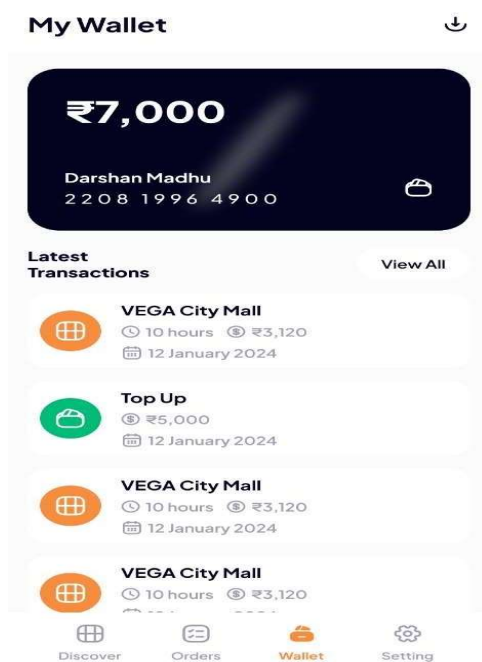 My Wallet
₹7,000
Darshan Madhu
2208 1996 4900
Latest
Transactions
View All
VEGA City Mall
10 hours ₹3,120
12 January 2024
Top Up
₹5,000
12 January 2024
VEGA City Mall
10 hours ₹3,120
12 January 2024
VEGA City Mall
10 hours ₹3,120
Discover Orders Wallet Setting